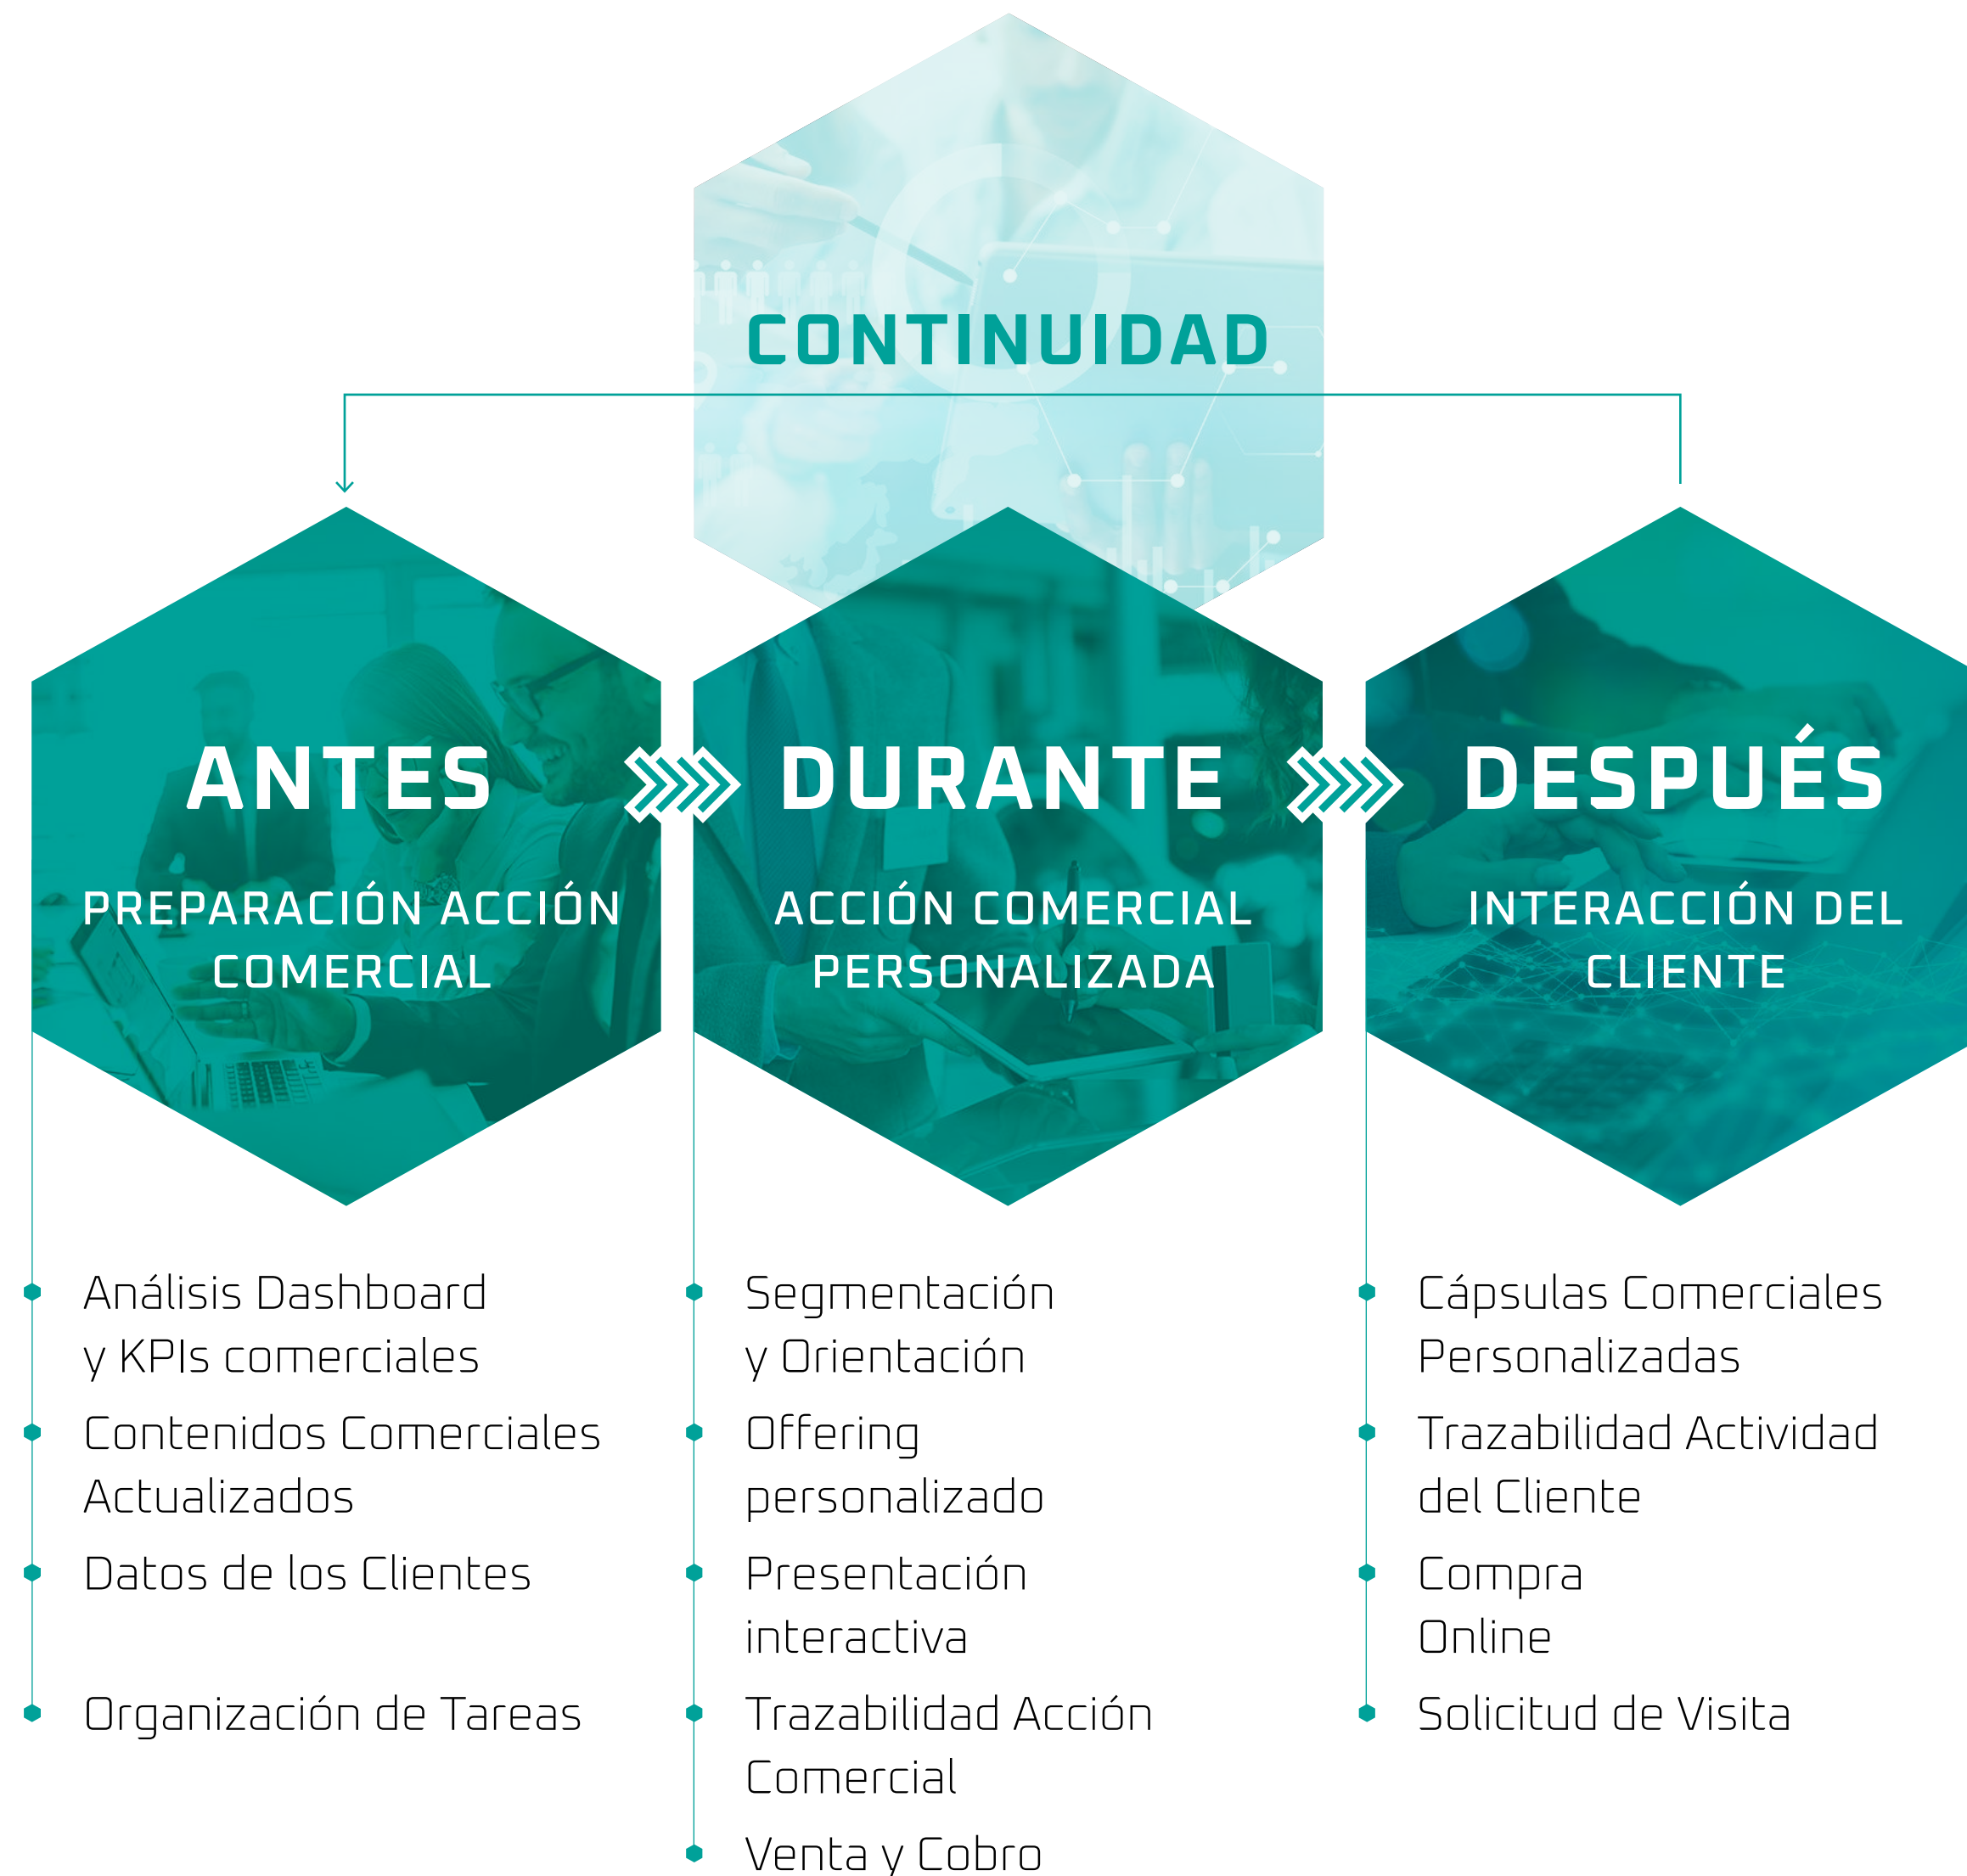 CONTINUIDAD
ANTES
PREPARACIÓN ACCIÓN
COMERCIAL
DURANTE
ACCIÓN COMERCIAL
PERSONALIZADA
DESPUÉS
INTERACCIÓN DEL
CLIENTE
Análisis Dashboard
y KPIs comerciales
Contenidos Comerciales
Actualizados
Datos de los Clientes
Organización de Tareas
Segmentación
y Orientación
Offering
personalizado
Presentación
interactiva
Trazabilidad Acción
Comercial
Venta y Cobro
Cápsulas Comerciales
Personalizadas
Trazabilidad Actividad
del Cliente
Compra
Online
Solicitud de Visita